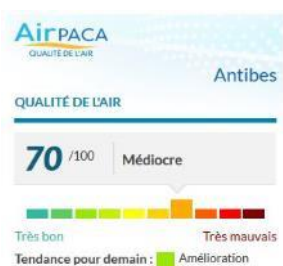 AirPACA
QUALITÉ DE L'AIR
Antibes
QUALITÉ DE L'AIR
70 /100 Médiocre
Très bon Très mauvais
Tendance pour demain : Amélioration